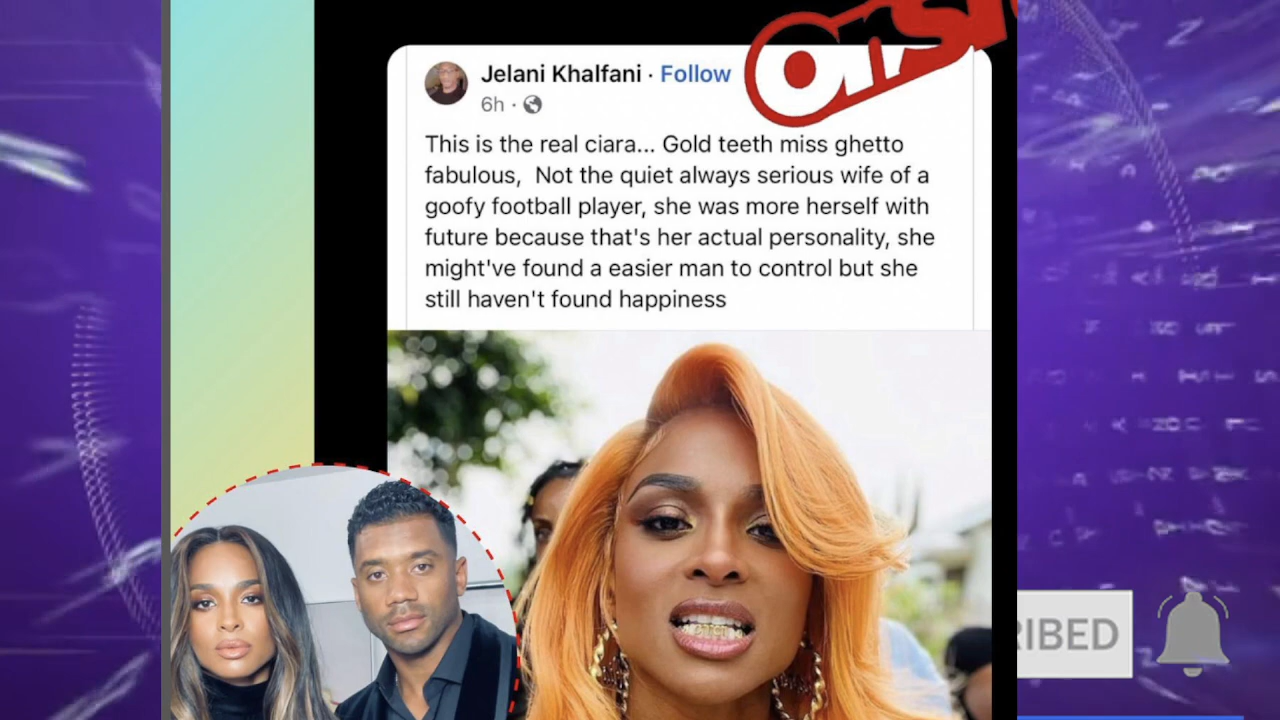 Jelani Khalfani · Follow
6h ·
This is the real ciara... Gold teeth miss ghetto
fabulous, Not the quiet always serious wife of a
goofy football player, she was more herself with
future because that's her actual personality, she
might've found a easier man to control but she
still haven't found happiness
RIBED